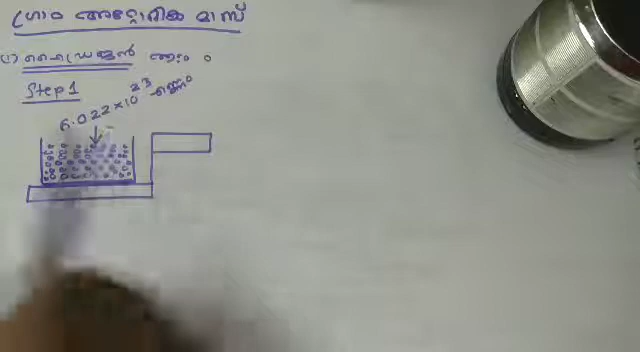 ഗ്രാം അറ്റോമിക മാസ്
1) ഹൈഡ്രജൻ ആറ്റം
Step 1
6.022×10²³ എണ്ണം